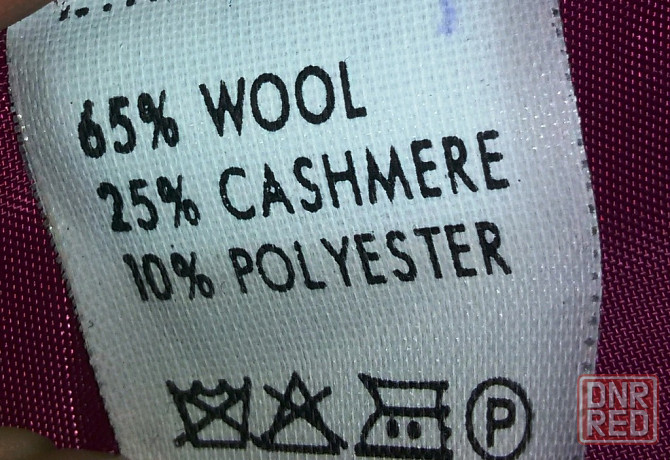 65% WOOL
25% CASHMERE
10% POLYESTER
P
DNR
RED